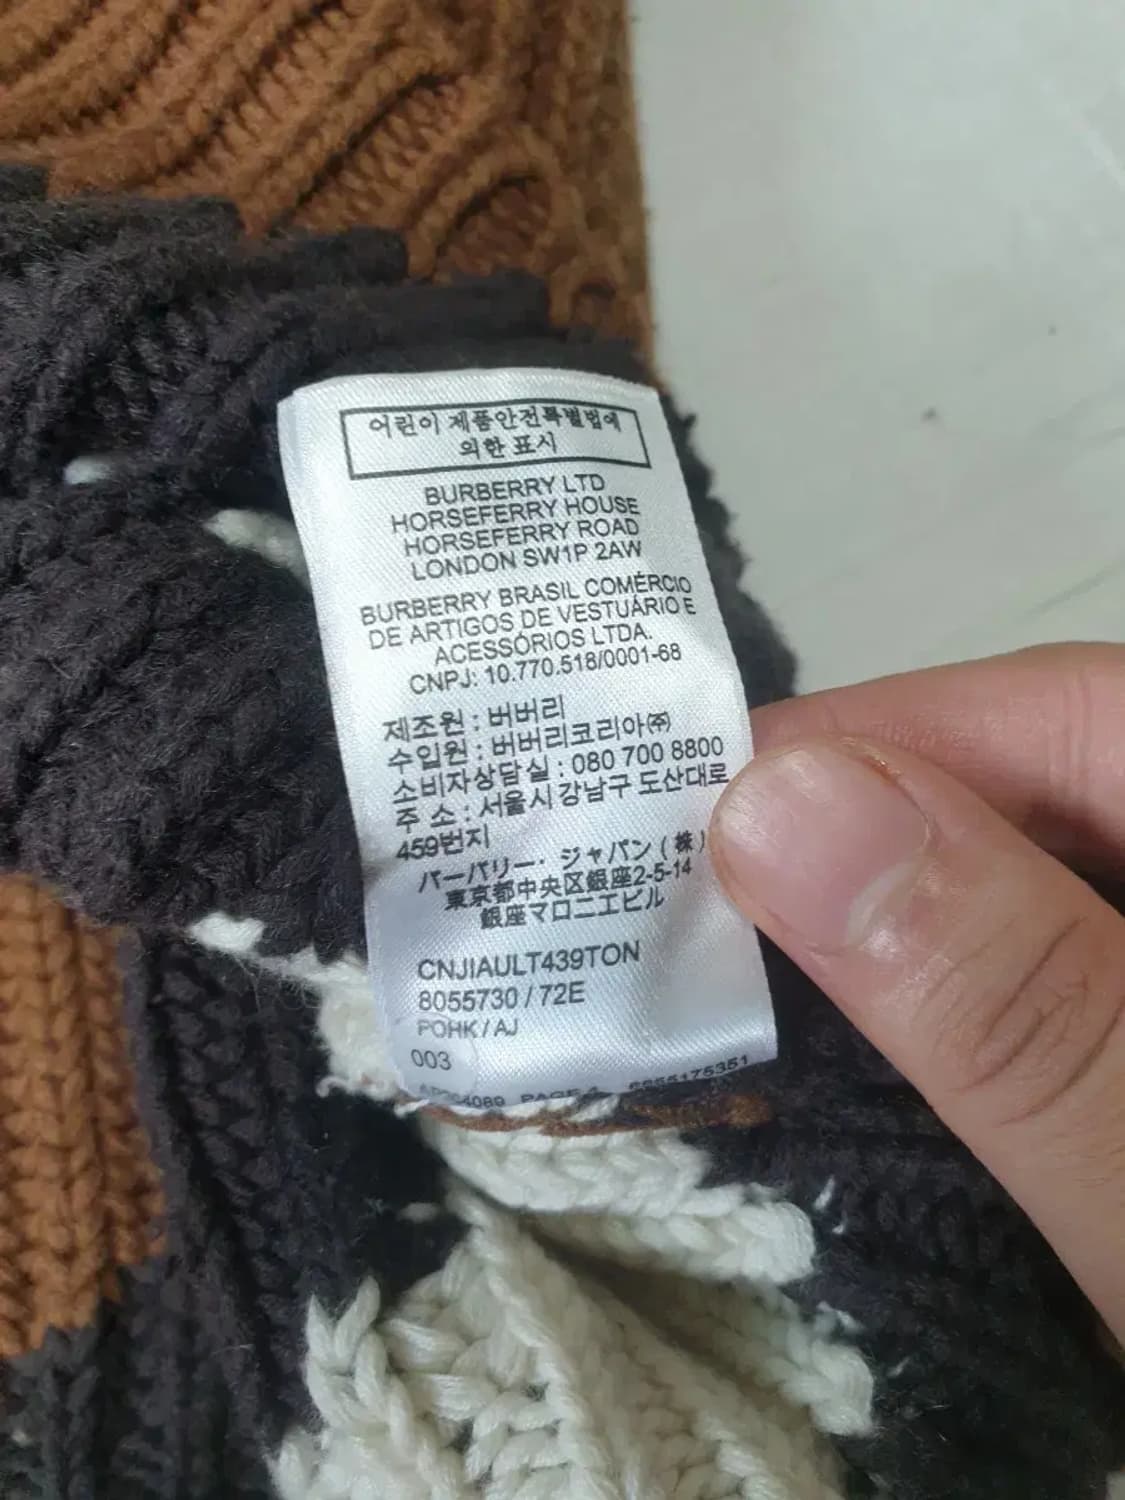 어린이 제품안전특별법에
의한 표시
BURBERRY LTD
HORSEFERRY HOUSE
HORSEFERRY ROAD
LONDON SW1P 2AW
BURBERRY BRASIL COMÉRCIO
DE ARTIGOS DE VESTUÁRIO E
ACESSÓRIOS LTDA.
CNPJ: 10.770.518/0001-68
제조원 : 버버리
수입원 : 버버리코리아㈜
소비자상담실 : 080 700 8800
주 소 : 서울시 강남구 도산대로
459번지
バーバリー・ジャパン(株)
東京都中央区銀座2-5-14
銀座マロニエビル
CNJIAULT439TON
8055730 / 72E
POHK / AJ
003
PAGE